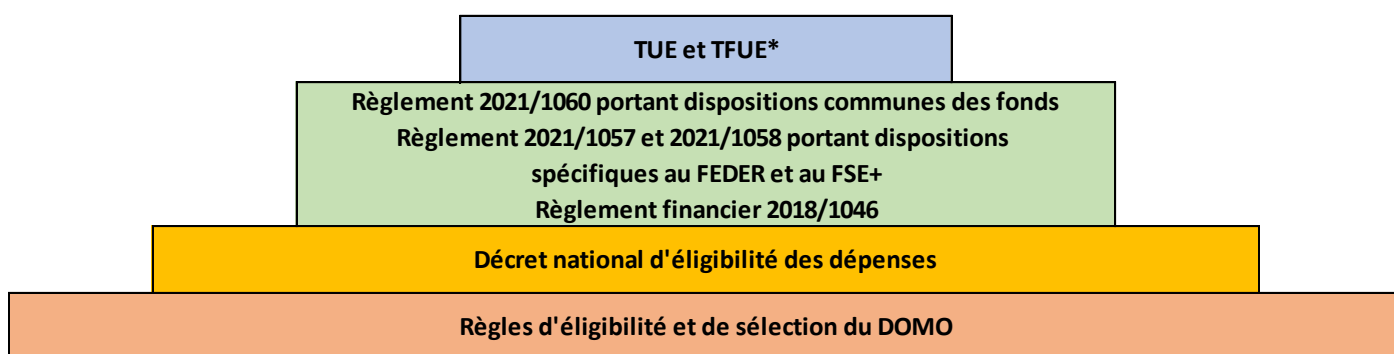 TUE et TFUE*
Règlement 2021/1060 portant dispositions communes des fonds
Règlement 2021/1057 et 2021/1058 portant dispositions
spécifiques au FEDER et au FSE+
Règlement financier 2018/1046
Décret national d'éligibilité des dépenses
Règles d'éligibilité et de sélection du DOMO